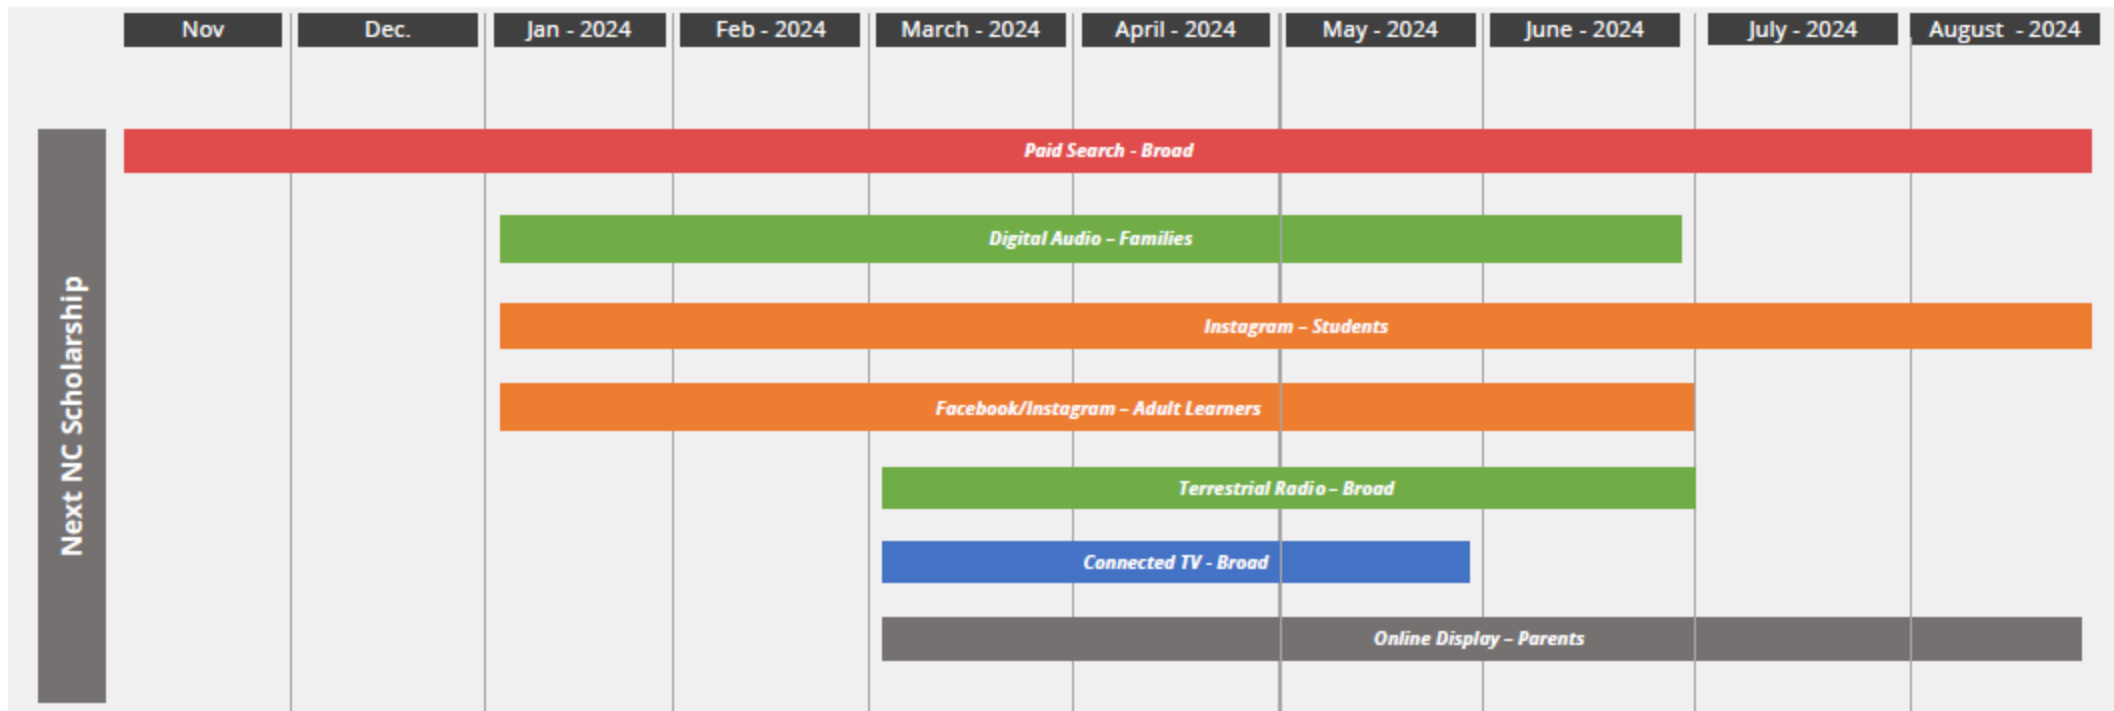 Nov
Dec.
Jan - 2024
Feb - 2024
March - 2024
April - 2024
May - 2024
June - 2024
July - 2024
August - 2024
Next NC Scholarship
Paid Search - Broad
Digital Audio – Families
Instagram – Students
Facebook/Instagram – Adult Learners
Terrestrial Radio – Broad
Connected TV - Broad
Online Display – Parents